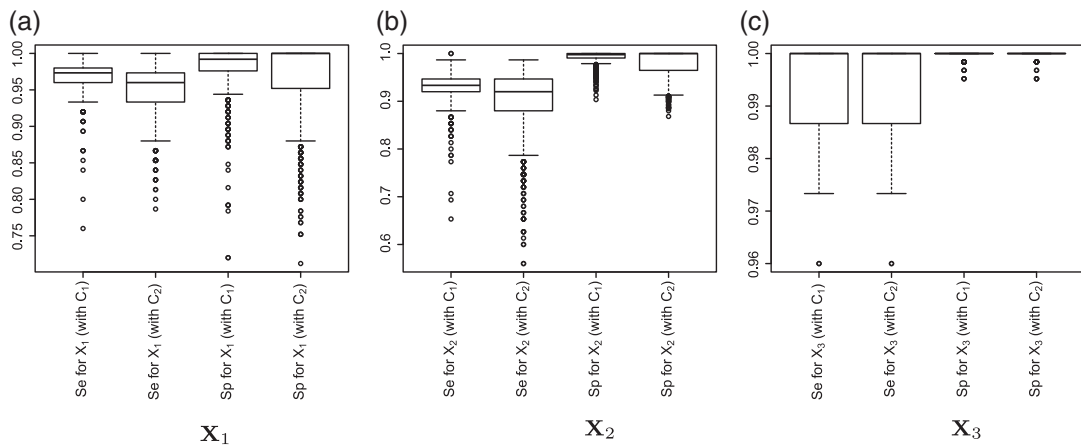 (a)
1.00
0.95
0.90
0.85
0.80
0.75
Se for X₁ (with C₁)
Se for X₁ (with C₂)
Sp for X₁ (with C₁)
Sp for X₁ (with C₂)
X₁
(b)
1.0
0.9
0.8
0.7
0.6
Se for X₂ (with C₁)
Se for X₂ (with C₂)
Sp for X₂ (with C₁)
Sp for X₂ (with C₂)
X₂
(c)
1.00
0.99
0.98
0.97
0.96
Se for X₃ (with C₁)
Se for X₃ (with C₂)
Sp for X₃ (with C₁)
Sp for X₃ (with C₂)
X₃